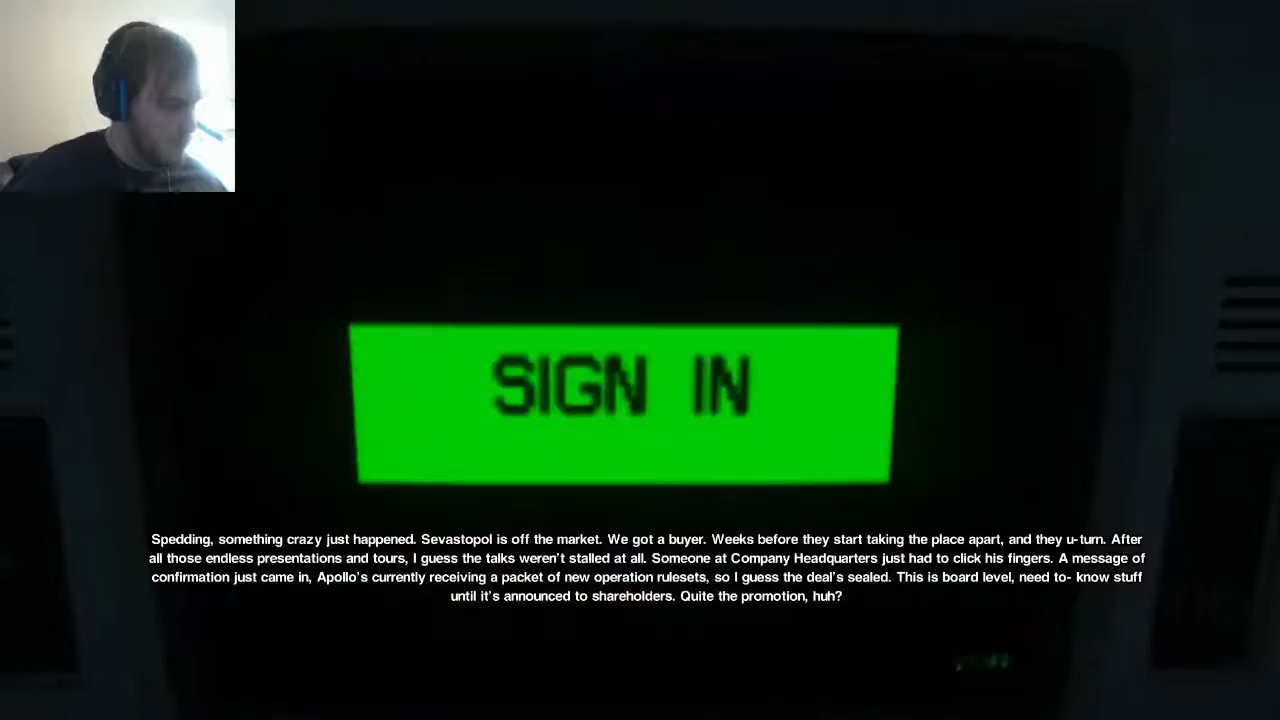 SIGN IN
Spedding, something crazy just happened. Sevastopol is off the market. We got a buyer. Weeks before they start taking the place apart, and they u-turn. After
all those endless presentations and tours, I guess the talks weren't stalled at all. Someone at Company Headquarters just had to click his fingers. A message of
confirmation just came in, Apollo's currently receiving a packet of new operation rulesets, so I guess the deal's sealed. This is board level, need to- know stuff
until it's announced to shareholders. Quite the promotion, huh?